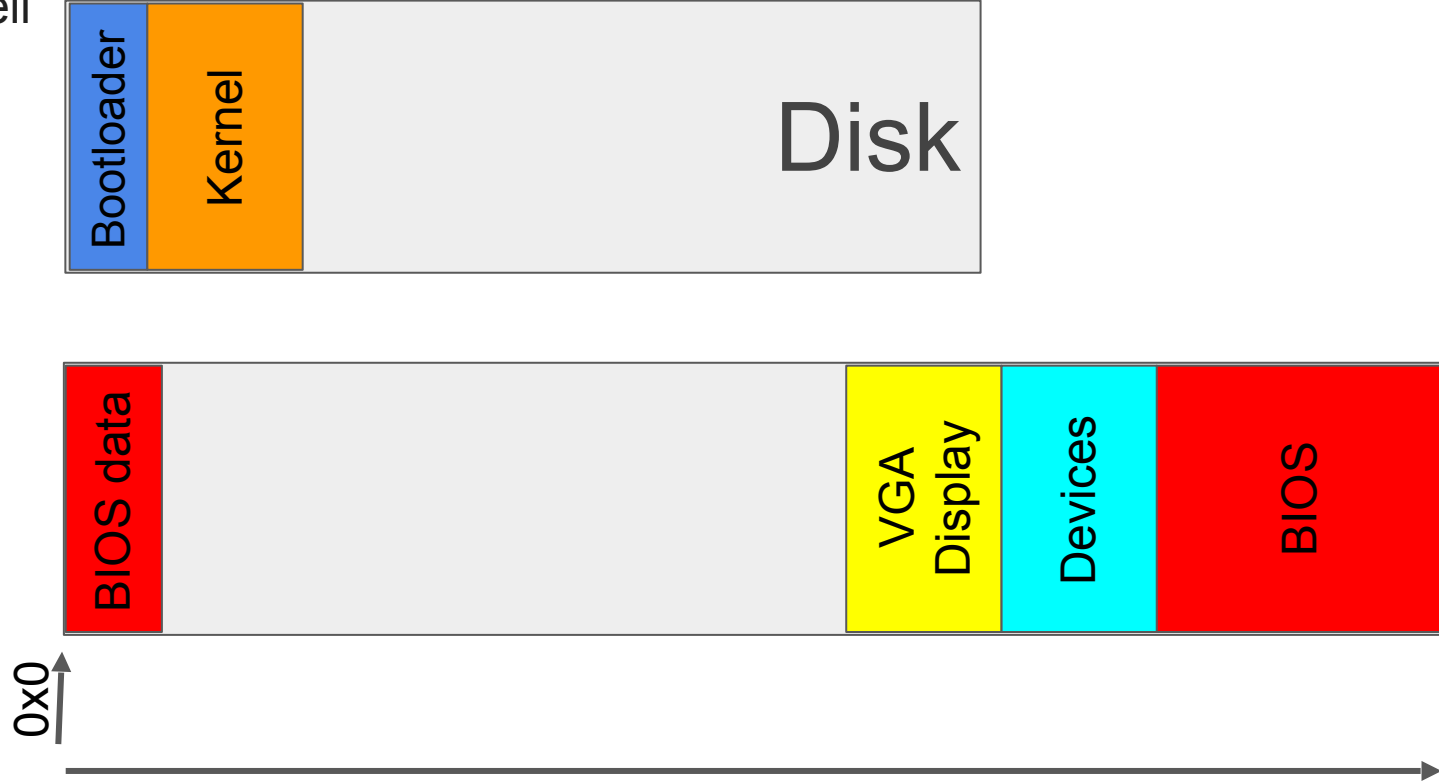 Bootloader
Kernel
Disk
BIOS data
VGA
Display
Devices
BIOS
0x0